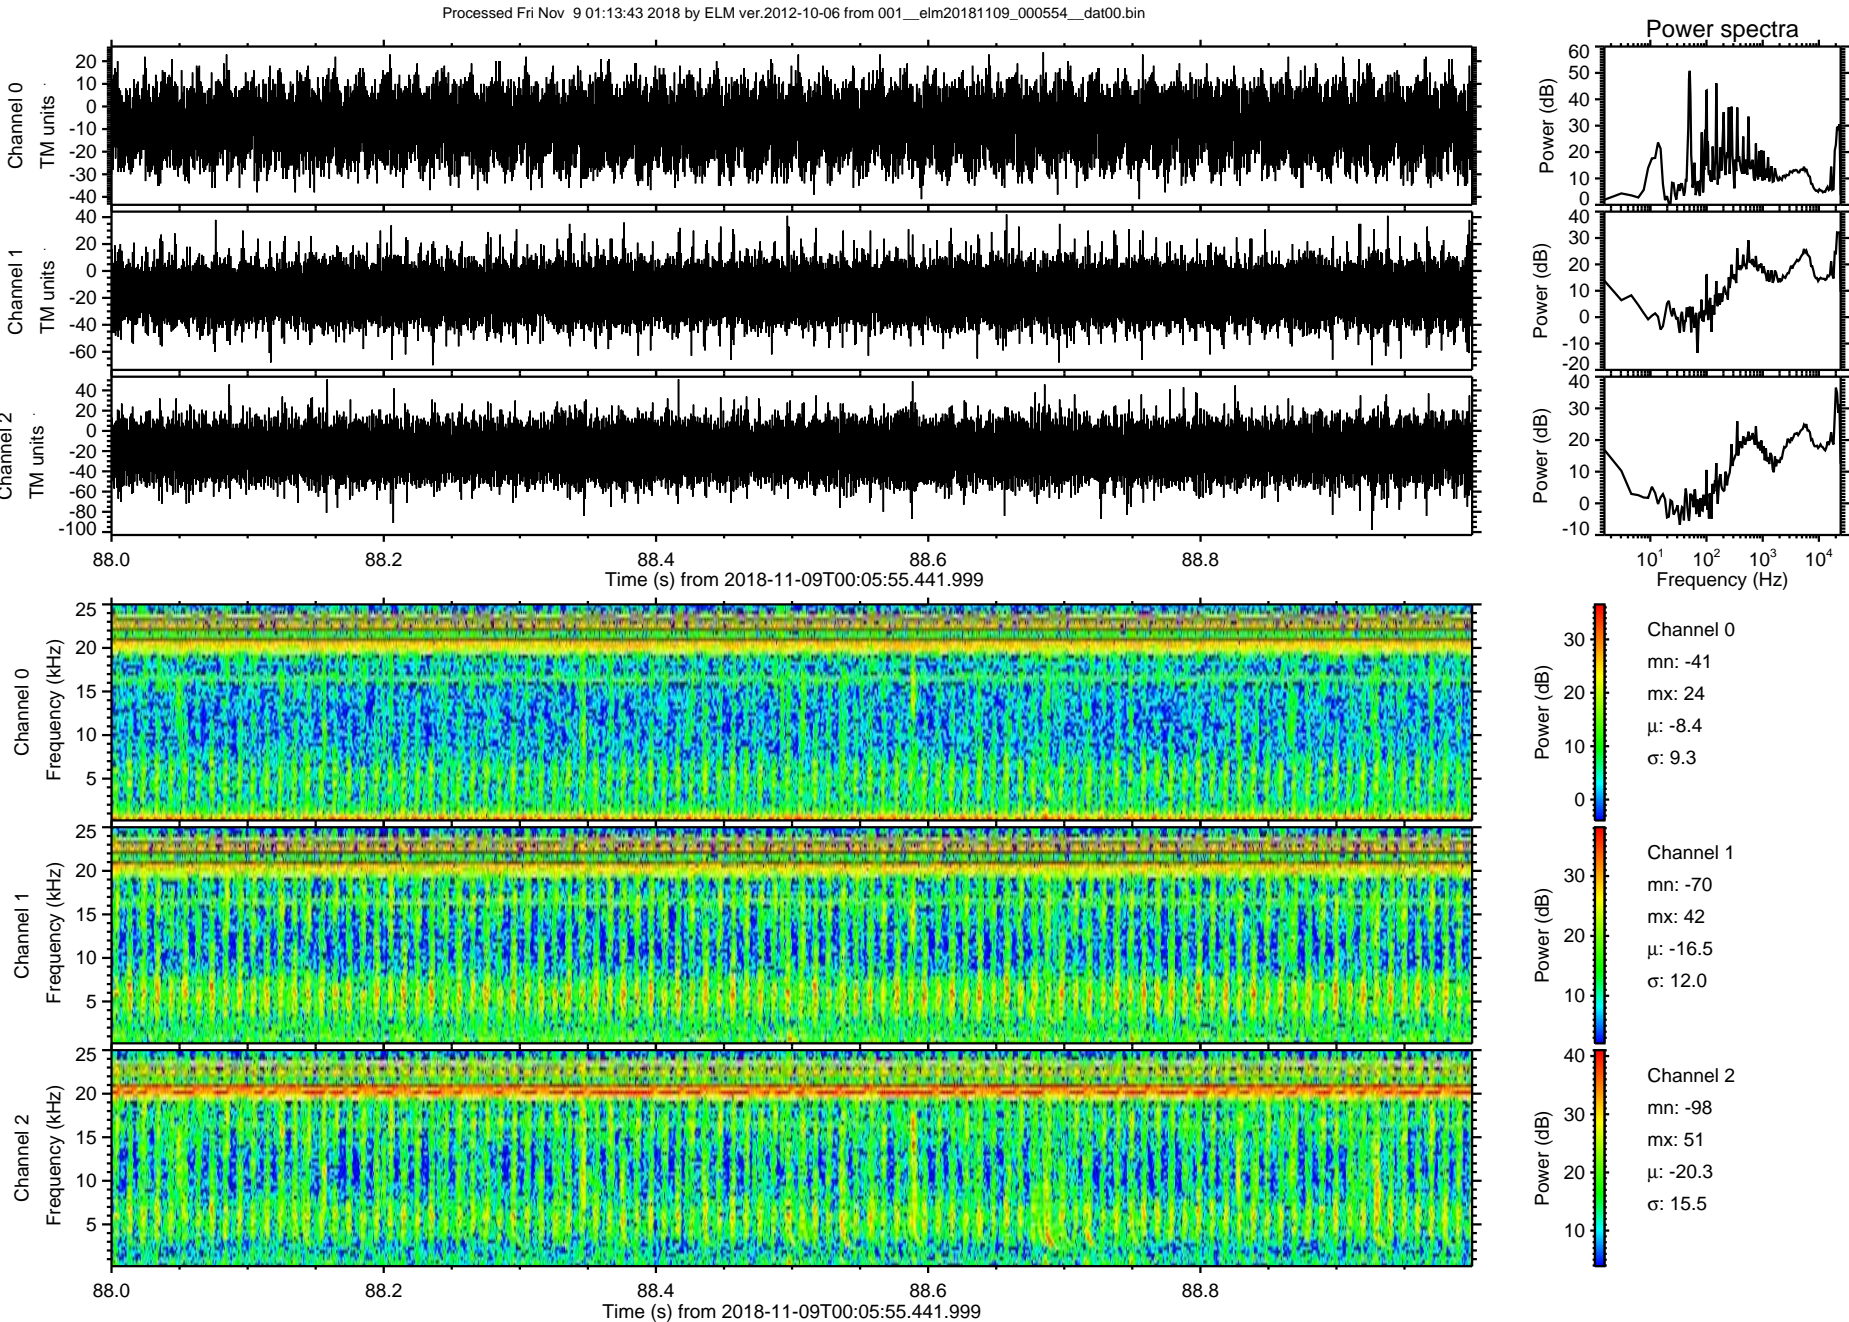 Processed Fri Nov 9 01:13:43 2018 by ELM ver.2012-10-06 from 001__elm20181109_000554__dat00.bin
Power spectra
Channel 0
TM units
20
10
0
-10
-20
-30
-40
Power (dB)
60
50
40
30
20
10
0
Channel 1
TM units
40
20
0
-20
-40
-60
Power (dB)
40
30
20
10
0
-10
-20
Channel 2
TM units
40
20
0
-20
-40
-60
-80
-100
Power (dB)
40
30
20
10
0
-10
88.0 88.2 88.4 88.6 88.8
Time (s) from 2018-11-09T00:05:55.441.999
10¹ 10² 10³ 10⁴
Frequency (Hz)
Channel 0
Frequency (kHz)
25
20
15
10
5
Power (dB)
30
20
10
0
Channel 0
mn: -41
mx: 24
μ: -8.4
σ: 9.3
Channel 1
Frequency (kHz)
25
20
15
10
5
Power (dB)
30
20
10
Channel 1
mn: -70
mx: 42
μ: -16.5
σ: 12.0
Channel 2
Frequency (kHz)
25
20
15
10
5
Power (dB)
40
30
20
10
Channel 2
mn: -98
mx: 51
μ: -20.3
σ: 15.5
88.0 88.2 88.4 88.6 88.8
Time (s) from 2018-11-09T00:05:55.441.999